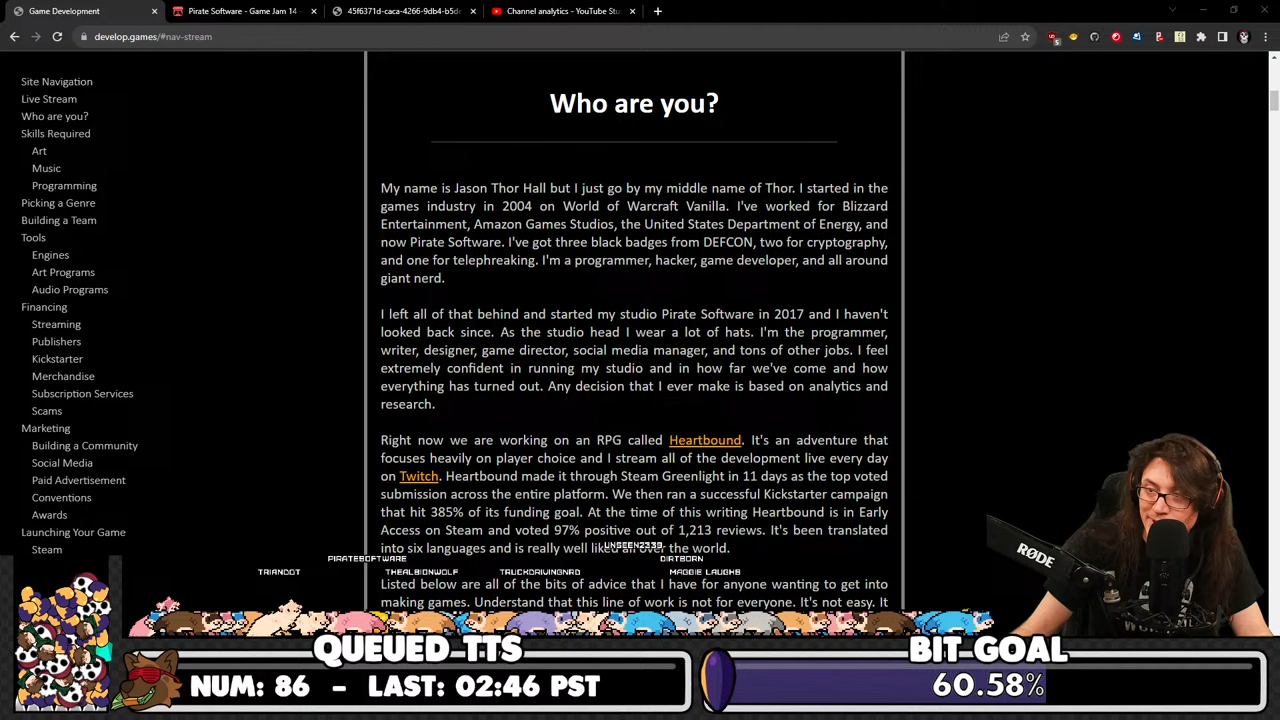 Game Development
Pirate Software - Game Jam 14 -
45f6371d-caca-4266-9db4-b5d
Channel analytics - YouTube Stu
develop.games/#nav-stream
Site Navigation
Live Stream
Who are you?
Skills Required
Art
Music
Programming
Picking a Genre
Building a Team
Tools
Engines
Art Programs
Audio Programs
Financing
Streaming
Publishers
Kickstarter
Merchandise
Subscription Services
Scams
Marketing
Building a Community
Social Media
Paid Advertisement
Conventions
Awards
Launching Your Game
Steam
Who are you?
My name is Jason Thor Hall but I just go by my middle name of Thor. I started in the
games industry in 2004 on World of Warcraft Vanilla. I've worked for Blizzard
Entertainment, Amazon Games Studios, the United States Department of Energy, and
now Pirate Software. I've got three black badges from DEFCON, two for cryptography,
and one for telephreaking. I'm a programmer, hacker, game developer, and all around
giant nerd.
I left all of that behind and started my studio Pirate Software in 2017 and I haven't
looked back since. As the studio head I wear a lot of hats. I'm the programmer,
writer, designer, game director, social media manager, and tons of other jobs. I feel
extremely confident in running my studio and in how far we've come and how
everything has turned out. Any decision that I ever make is based on analytics and
research.
Right now we are working on an RPG called Heartbound. It's an adventure that
focuses heavily on player choice and I stream all of the development live every day
on Twitch. Heartbound made it through Steam Greenlight in 11 days as the top voted
submission across the entire platform. We then ran a successful Kickstarter campaign
that hit 385% of its funding goal. At the time of this writing Heartbound is in Early
Access on Steam and voted 97% positive out of 1,213 reviews. It's been translated
into six languages and is really well liked all over the world.
Listed below are all of the bits of advice that I have for anyone wanting to get into
making games. Understand that this line of work is not for everyone. It's not easy. It
UNSEEN2339
PIRATESOFTWARE
DIRTBORN
TRIANDOT
THEALBIONWOLF
TRUCKDRIVINGNRD
MAGGIE LAUGHS
RØDE
QUEUED TTS
NUM: 86 - LAST: 02:46 PST
BIT GOAL
60.58%